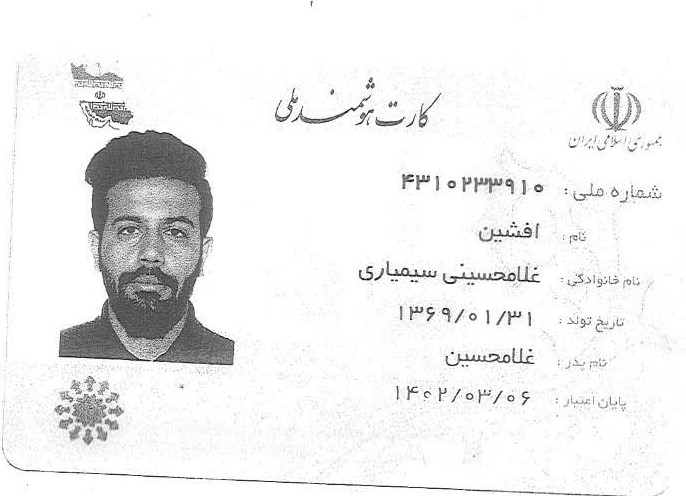 کارت هوشمند ملی
جمهوری اسلامی ایران
شماره ملی: ۴۳۱۰۲۳۳۹۱۰
نام: افشین
نام خانوادگی: غلامحسینی سیمیاری
تاریخ تولد: ۱۳۶۹/۰۱/۳۱
نام پدر: غلامحسین
پایان اعتبار: ۱۴۰۲/۰۳/۰۶